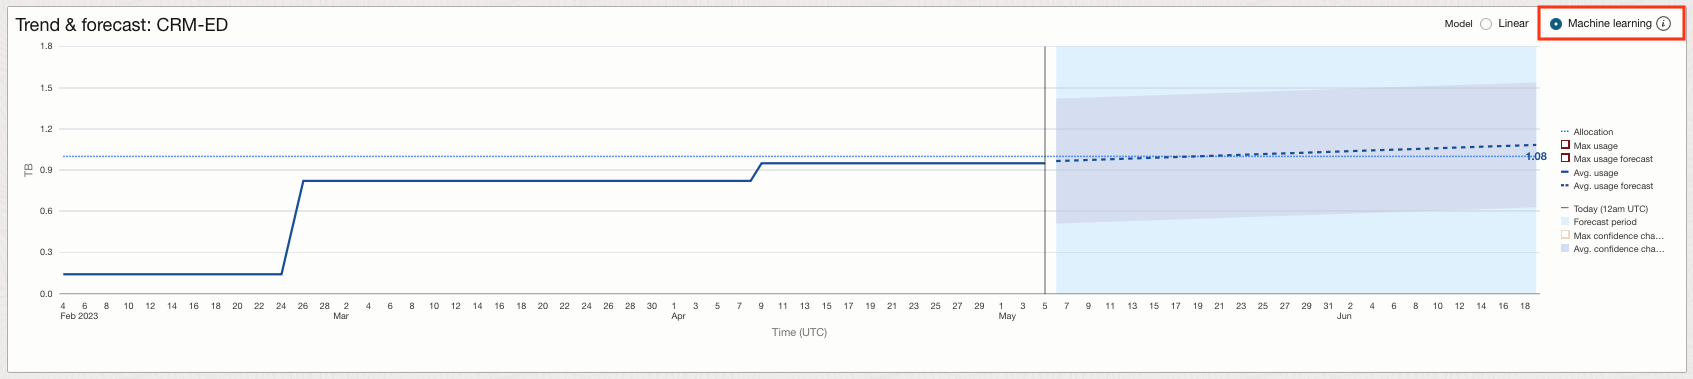 Trend & forecast: CRM-ED
Model Linear Machine learning i
1.8
1.5
1.2
0.9
0.6
0.3
0.0
TB
1.08
4 6 8 10 12 14 16 18 20 22 24 26 28 2 4 6 8 10 12 14 16 18 20 22 24 26 28 30 1 3 5 7 9 11 13 15 17 19 21 23 25 27 29 1 3 5 7 9 11 13 15 17 19 21 23 25 27 29 31 2 4 6 8 10 12 14 16 18
Feb 2023 Mar Apr May Jun
Time (UTC)
Allocation
Max usage
Max usage forecast
Avg. usage
Avg. usage forecast
Today (12am UTC)
Forecast period
Max confidence cha...
Avg. confidence cha...